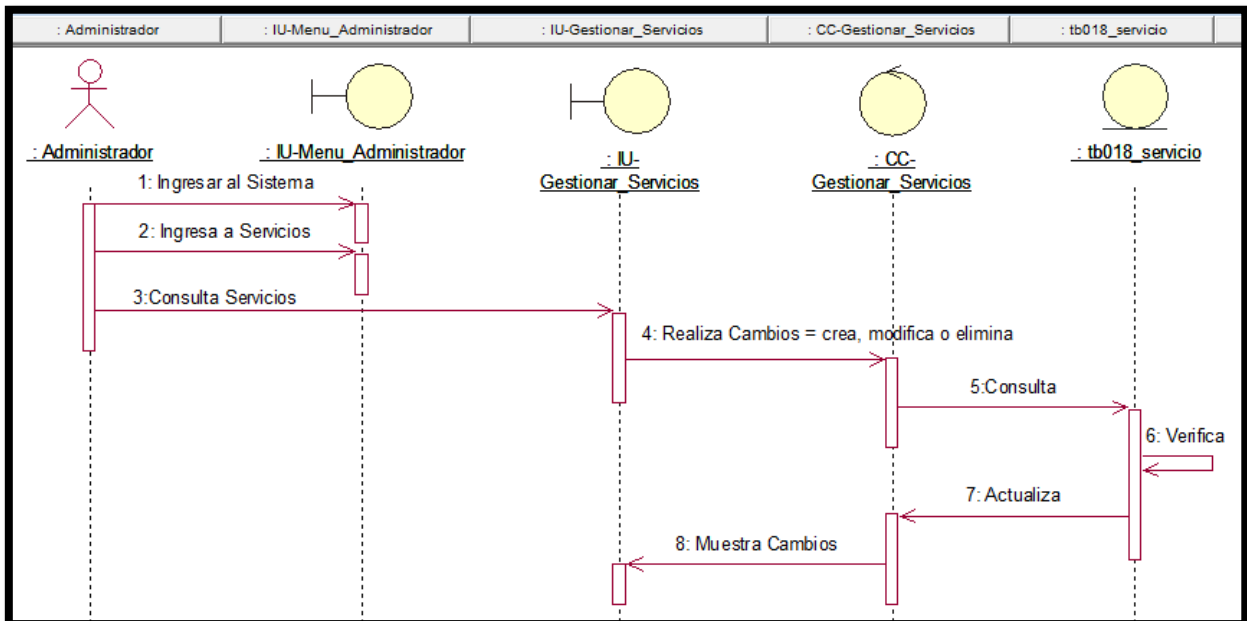 : Administrador
: IU-Menu_Administrador
: IU-Gestionar_Servicios
: CC-Gestionar_Servicios
: tb018_servicio
: Administrador
: IU-Menu_Administrador
: IU-
Gestionar_Servicios
: CC-
Gestionar_Servicios
: tb018_servicio
1: Ingresar al Sistema
2: Ingresa a Servicios
3:Consulta Servicios
4: Realiza Cambios = crea, modifica o elimina
5:Consulta
6: Verifica
7: Actualiza
8: Muestra Cambios